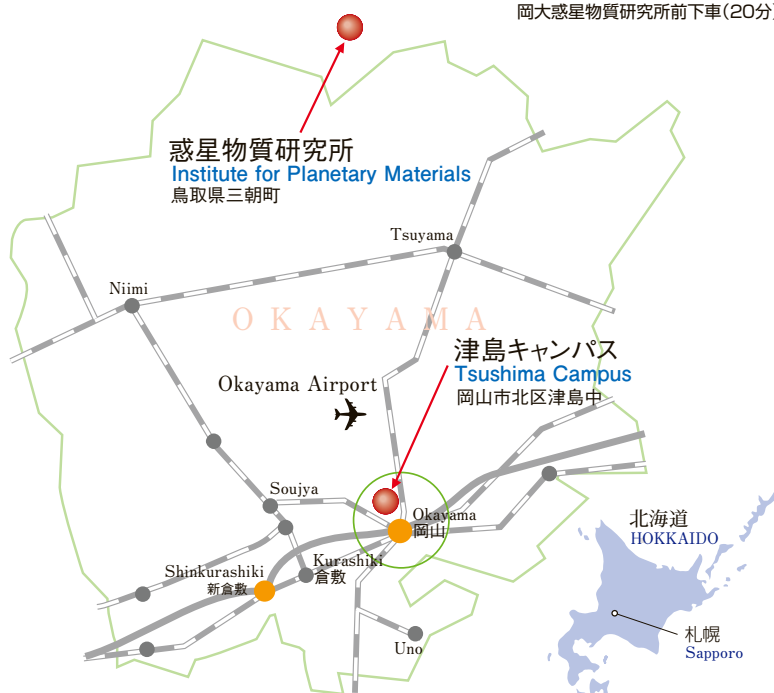 岡大惑星物質研究所前下車(20分)
惑星物質研究所
Institute for Planetary Materials
鳥取県三朝町
Tsuyama
Niimi
OKAYAMA
津島キャンパス
Tsushima Campus
岡山市北区津島中
Okayama Airport
Soujya
Okayama
岡山
Kurashiki
倉敷
Shinkurashiki
新倉敷
Uno
北海道
HOKKAIDO
札幌
Sapporo